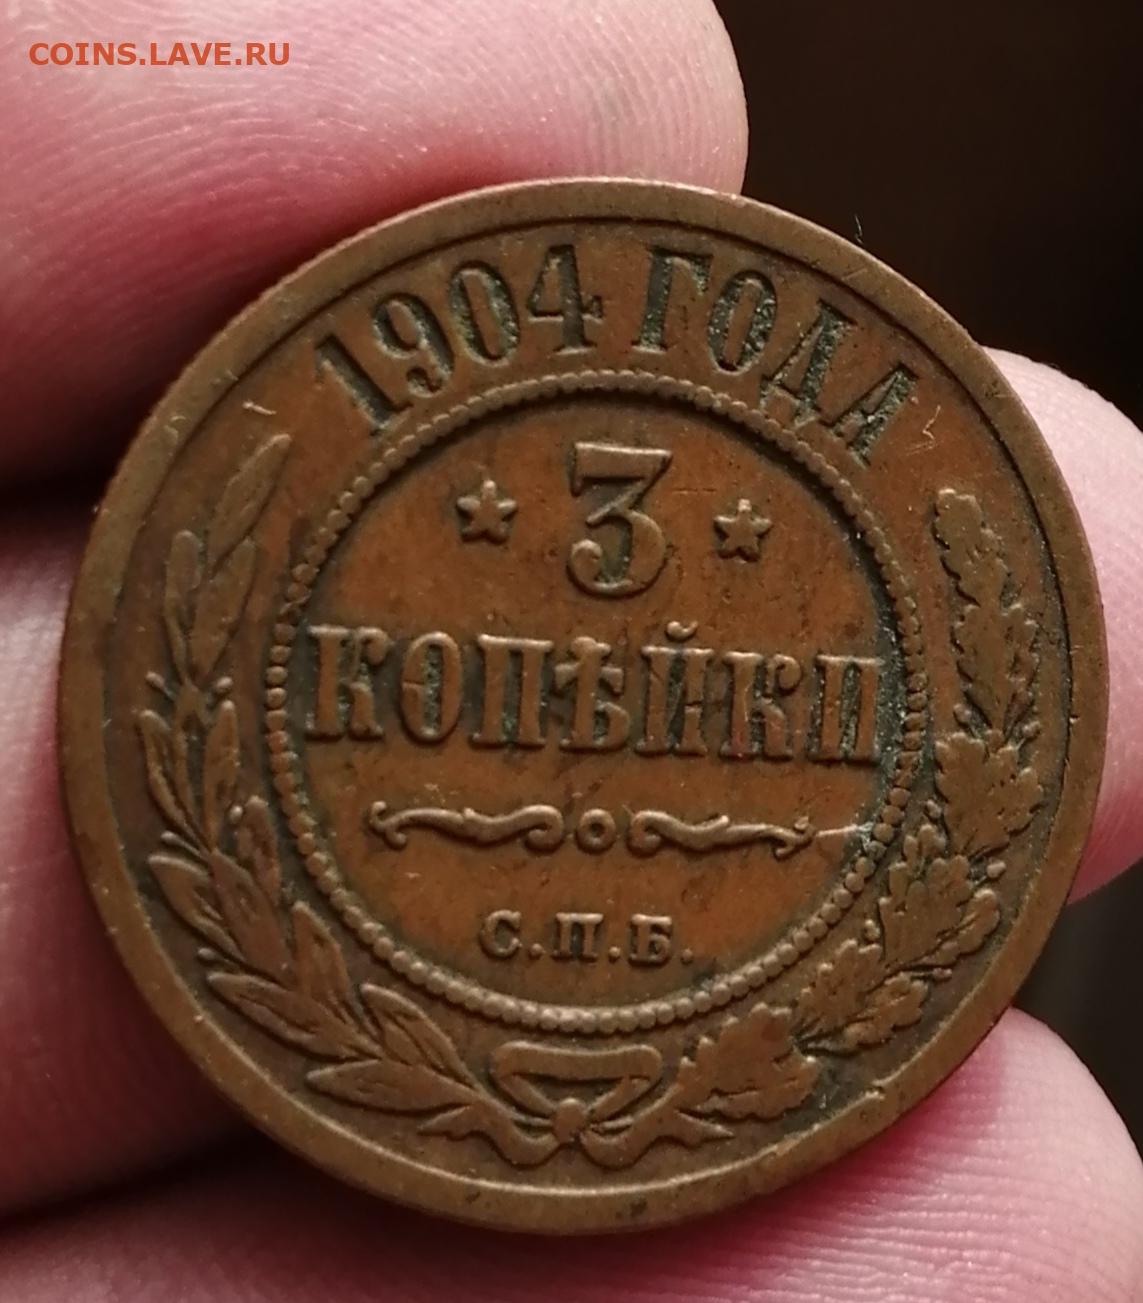 COINS.LAVE.RU
1904 ГОДА
3
КОПѢЙКИ
С.П.Б.